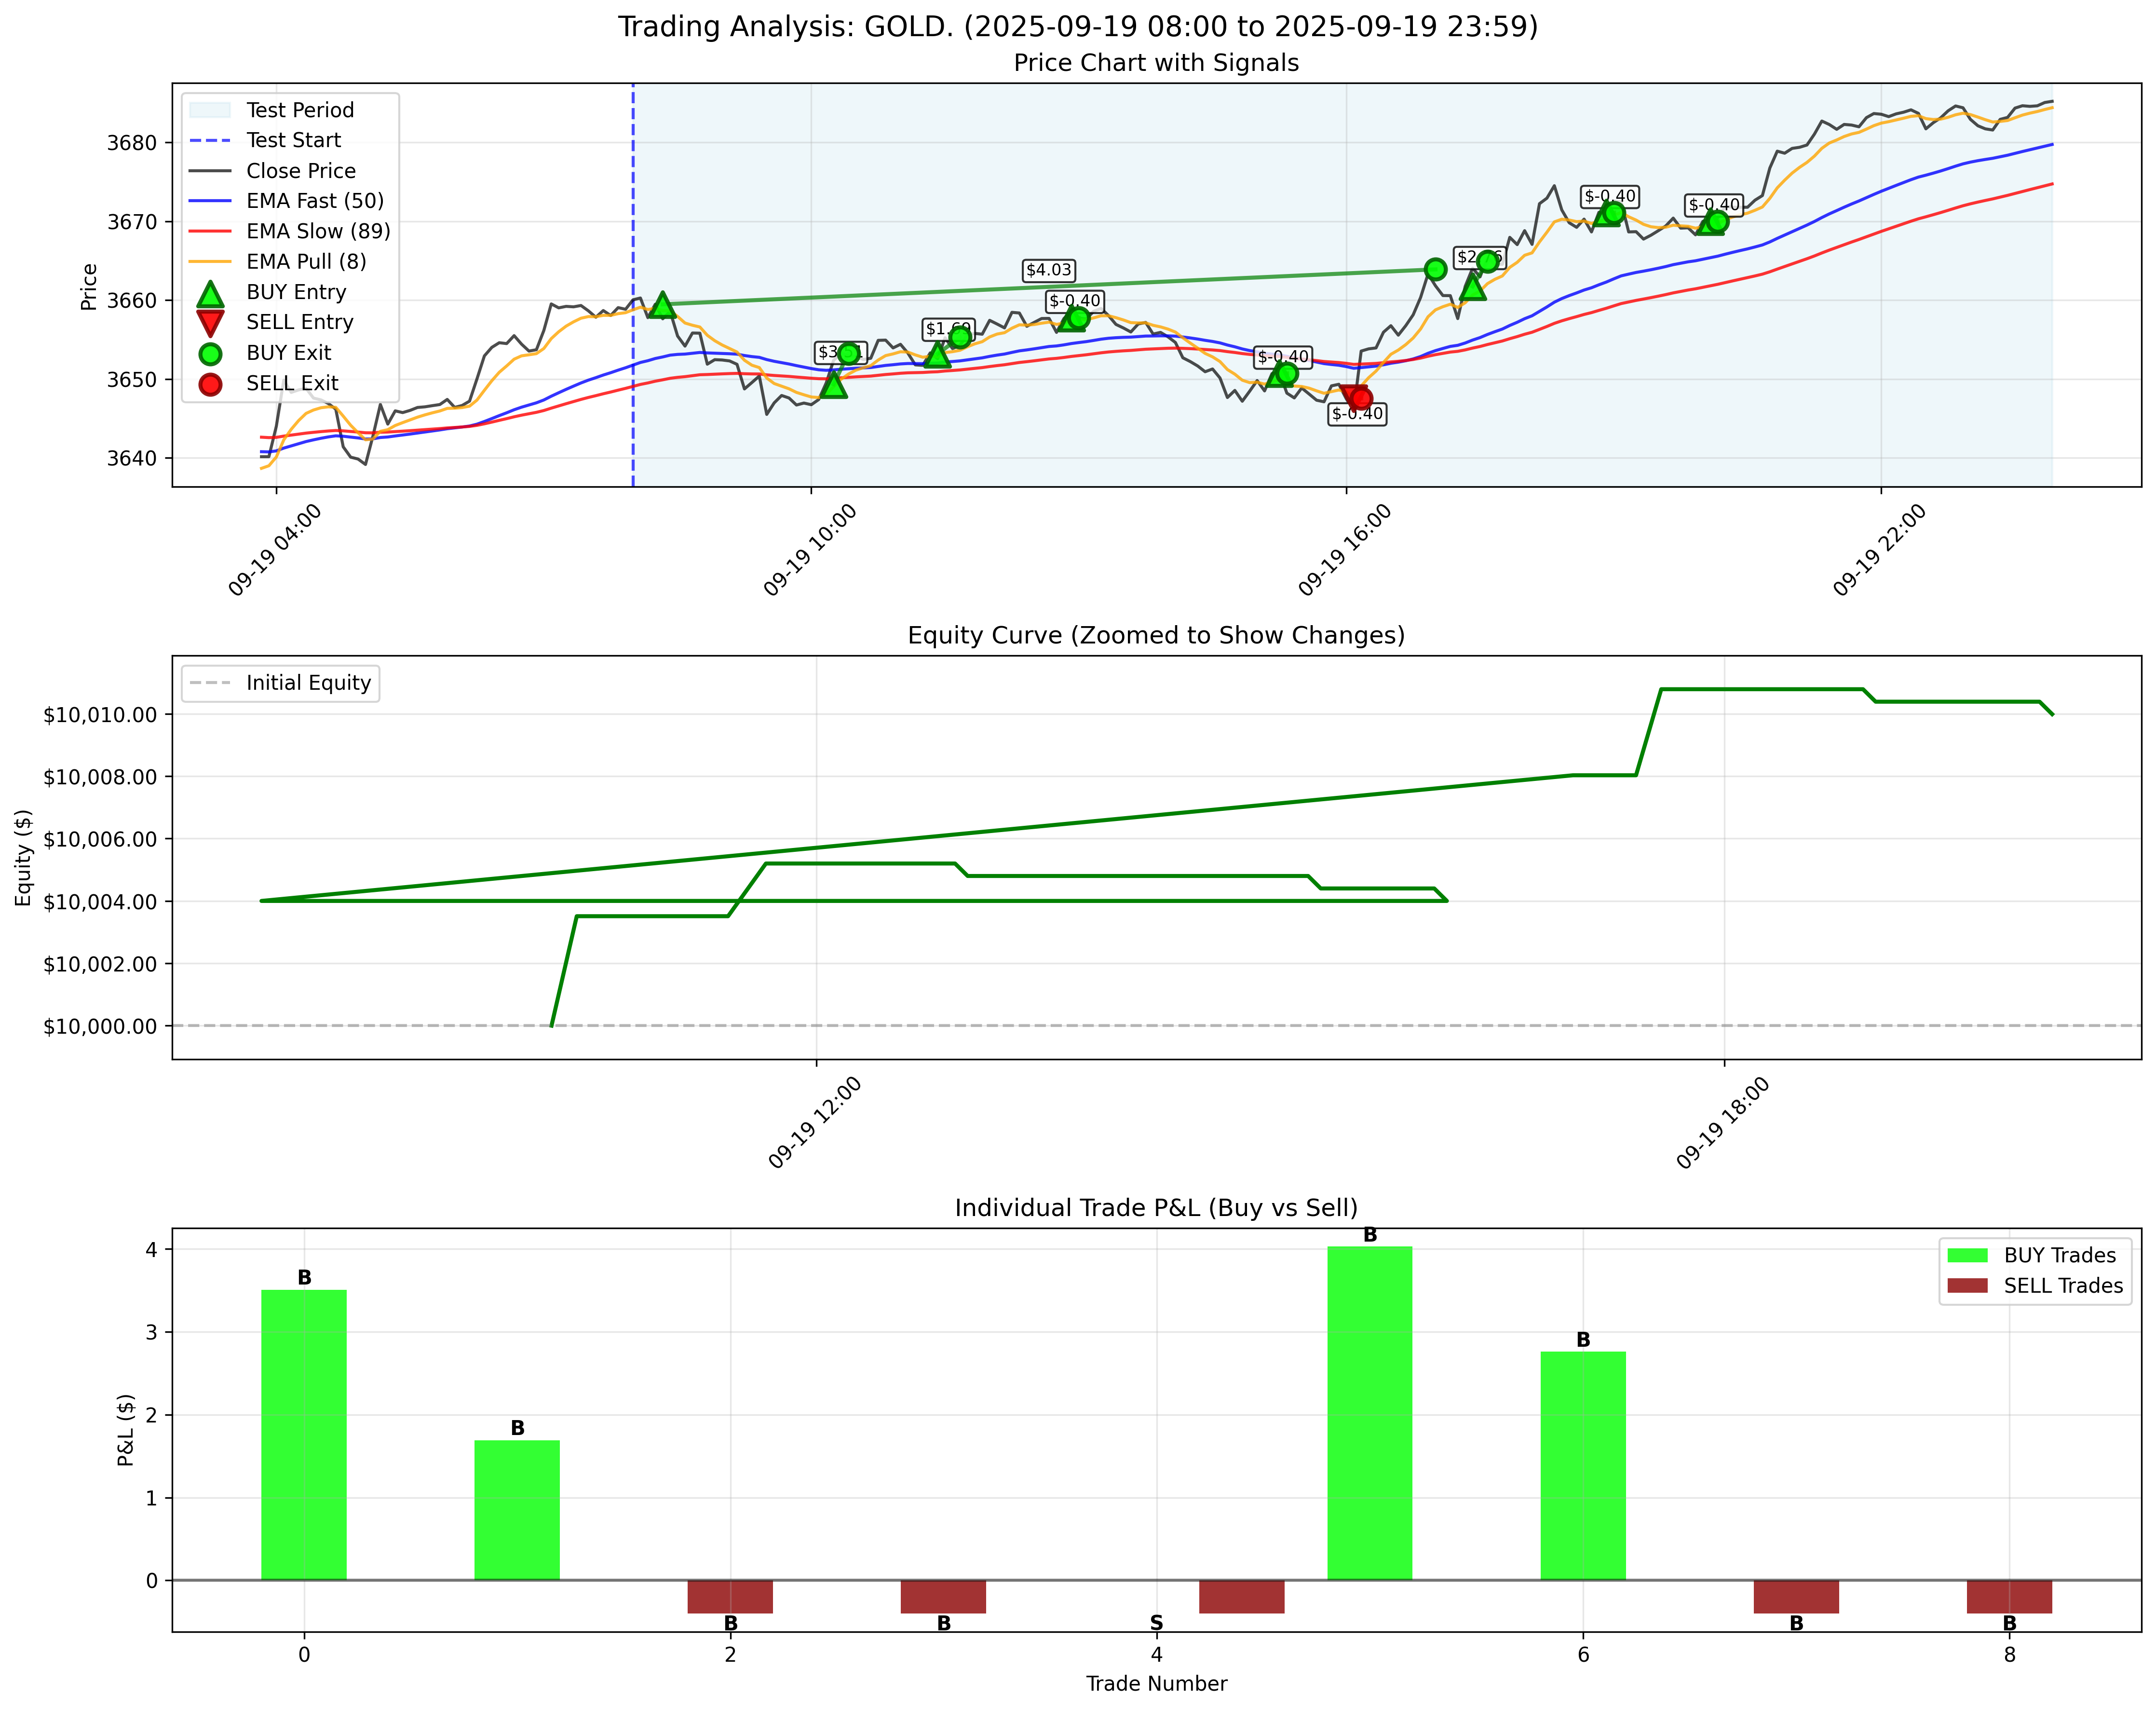 Trading Analysis: GOLD. (2025-09-19 08:00 to 2025-09-19 23:59)
Price Chart with Signals
Test Period
Test Start
Close Price
EMA Fast (50)
EMA Slow (89)
EMA Pull (8)
BUY Entry
SELL Entry
BUY Exit
SELL Exit
Price
3680
3670
3660
3650
3640
$4.03
$1.69
$-0.40
$-0.40
$-0.40
$-0.40
$-0.40
09-19 04:00
09-19 10:00
09-19 16:00
09-19 22:00
Equity Curve (Zoomed to Show Changes)
Initial Equity
Equity ($)
$10,010.00
$10,008.00
$10,006.00
$10,004.00
$10,002.00
$10,000.00
09-19 12:00
09-19 18:00
Individual Trade P&L (Buy vs Sell)
BUY Trades
SELL Trades
P&L ($)
4
3
2
1
0
B
B
B
B
S
B
B
B
B
0
2
4
6
8
Trade Number